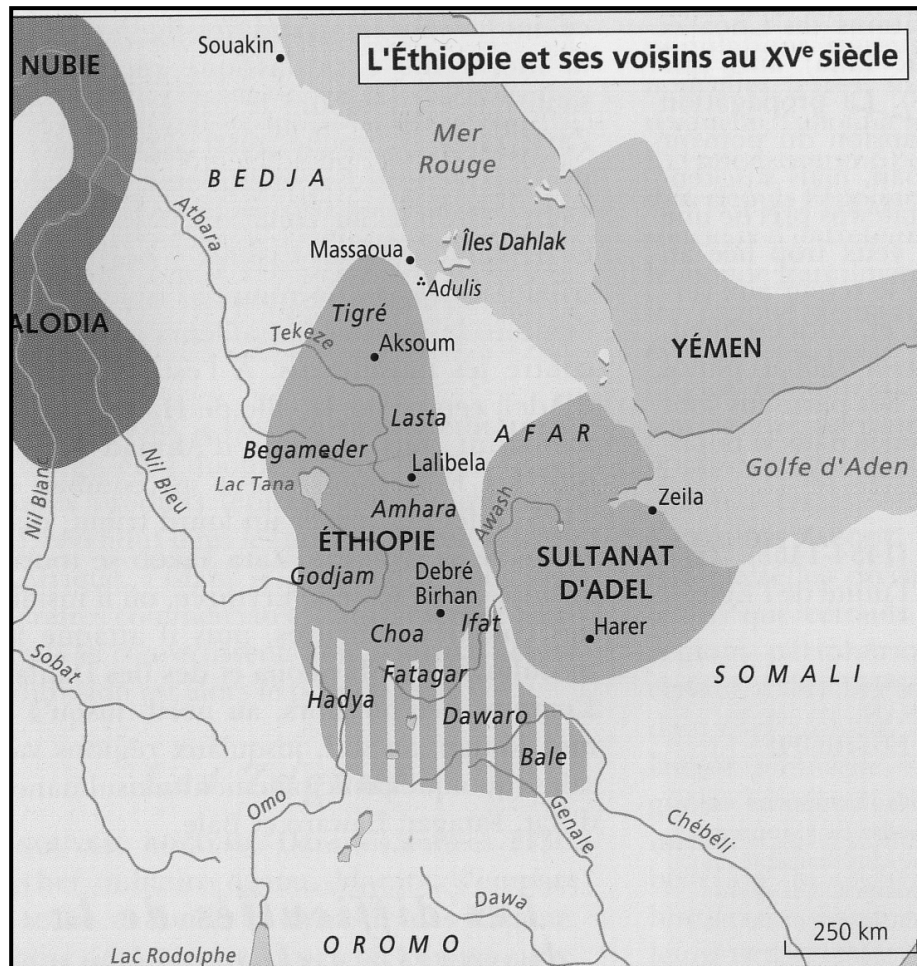 L'Éthiopie et ses voisins au XVe siècle
Souakin
NUBIE
Mer
Rouge
BEDJA
Atbara
Massaoua
Îles Dahlak
Adulis
Tigré
ALODIA
Tekeze
Aksoum
YÉMEN
Lasta
AFAR
Begameder
Lalibela
Lac Tana
Golfe d'Aden
Nil Blanc
Nil Bleu
Amhara
Awash
Zeila
ÉTHIOPIE
SULTANAT
D'ADEL
Godjam
Debré
Birhan
Choa
Ifat
Harer
Sobat
Fatagar
SOMALI
Hadya
Dawaro
Bale
Omo
Genale
Chébéli
Dawa
250 km
Lac Rodolphe
OROMO